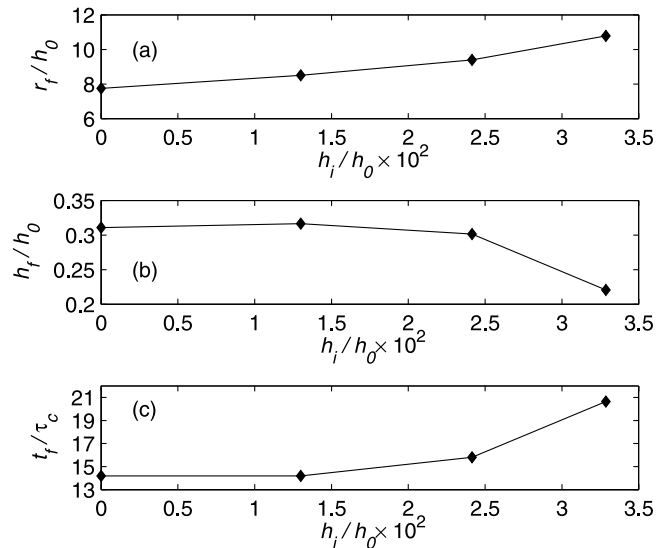 12
10
8
6
r_f / h_0
(a)
0 0.5 1 1.5 2 2.5 3 3.5
h_i / h_0 × 10^2
0.35
0.3
0.25
0.2
h_f / h_0
(b)
0 0.5 1 1.5 2 2.5 3 3.5
h_i / h_0 × 10^2
21
19
17
15
13
t_f / τ_c
(c)
0 0.5 1 1.5 2 2.5 3 3.5
h_i / h_0 × 10^2